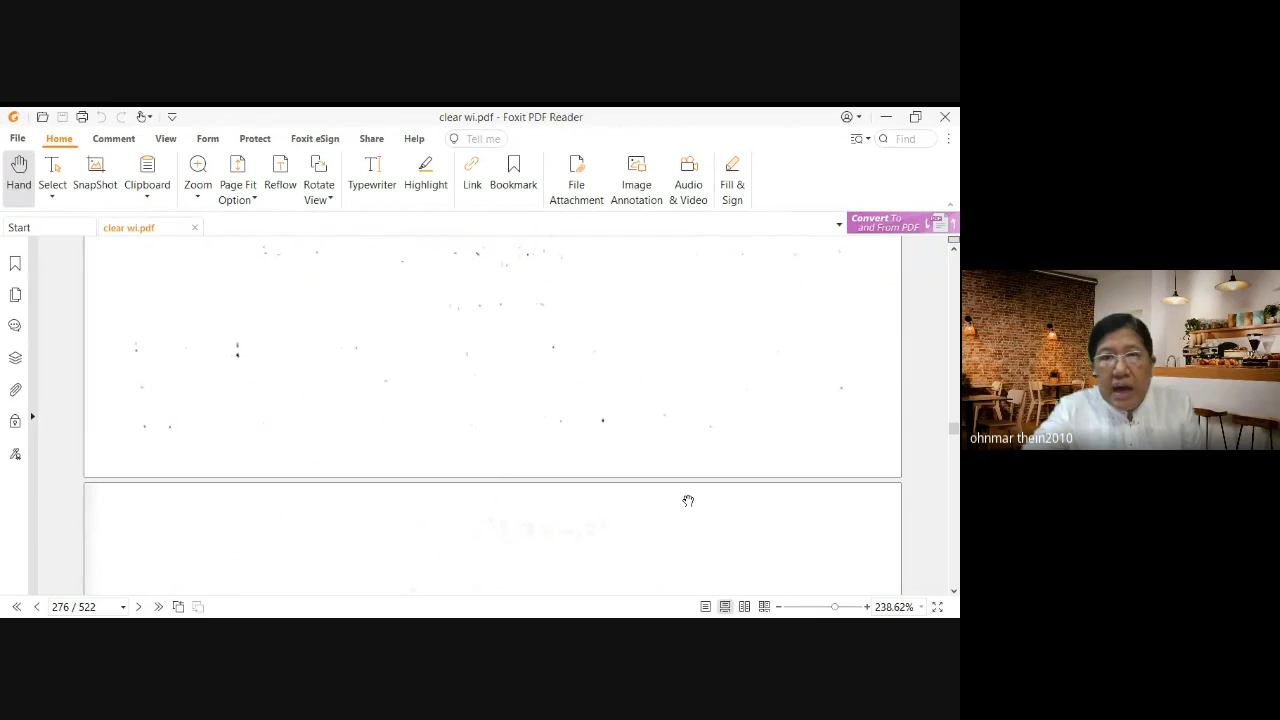 clear wi.pdf - Foxit PDF Reader
File Home Comment View Form Protect Foxit eSign Share Help Tell me Find
Hand Select SnapShot Clipboard Zoom Page Fit Option Reflow Rotate View Typewriter Highlight Link Bookmark File Attachment Image Annotation Audio & Video Fill & Sign
Start clear wi.pdf Convert To and From PDF
ohnmar thein2010
276 / 522 238.62%